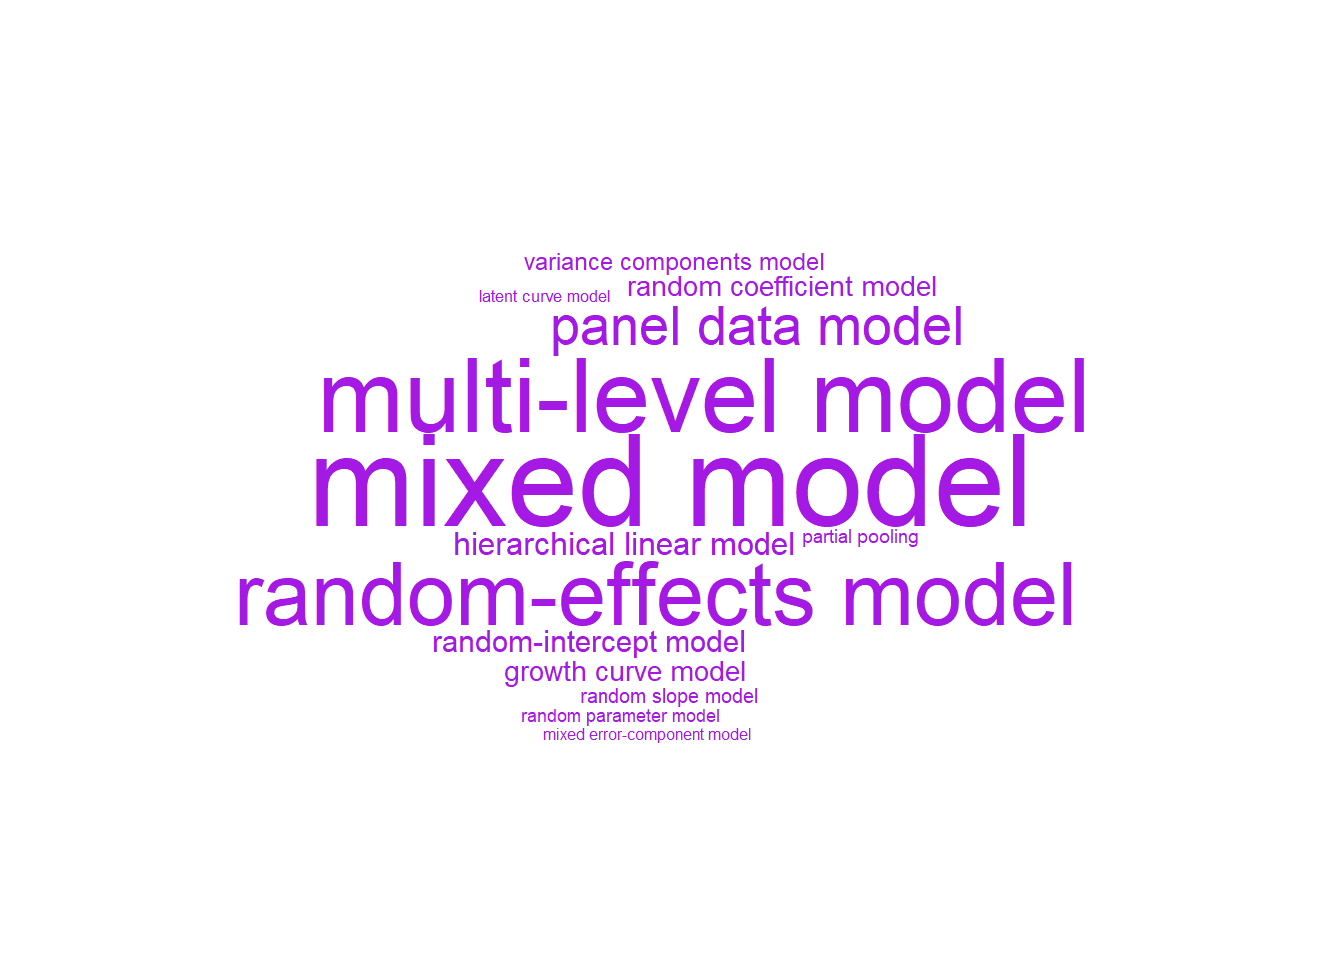 variance components model
random coefficient model
latent curve model
panel data model
multi-level model
mixed model
partial pooling
hierarchical linear model
random-effects model
random-intercept model
growth curve model
random slope model
random parameter model
mixed error-component model